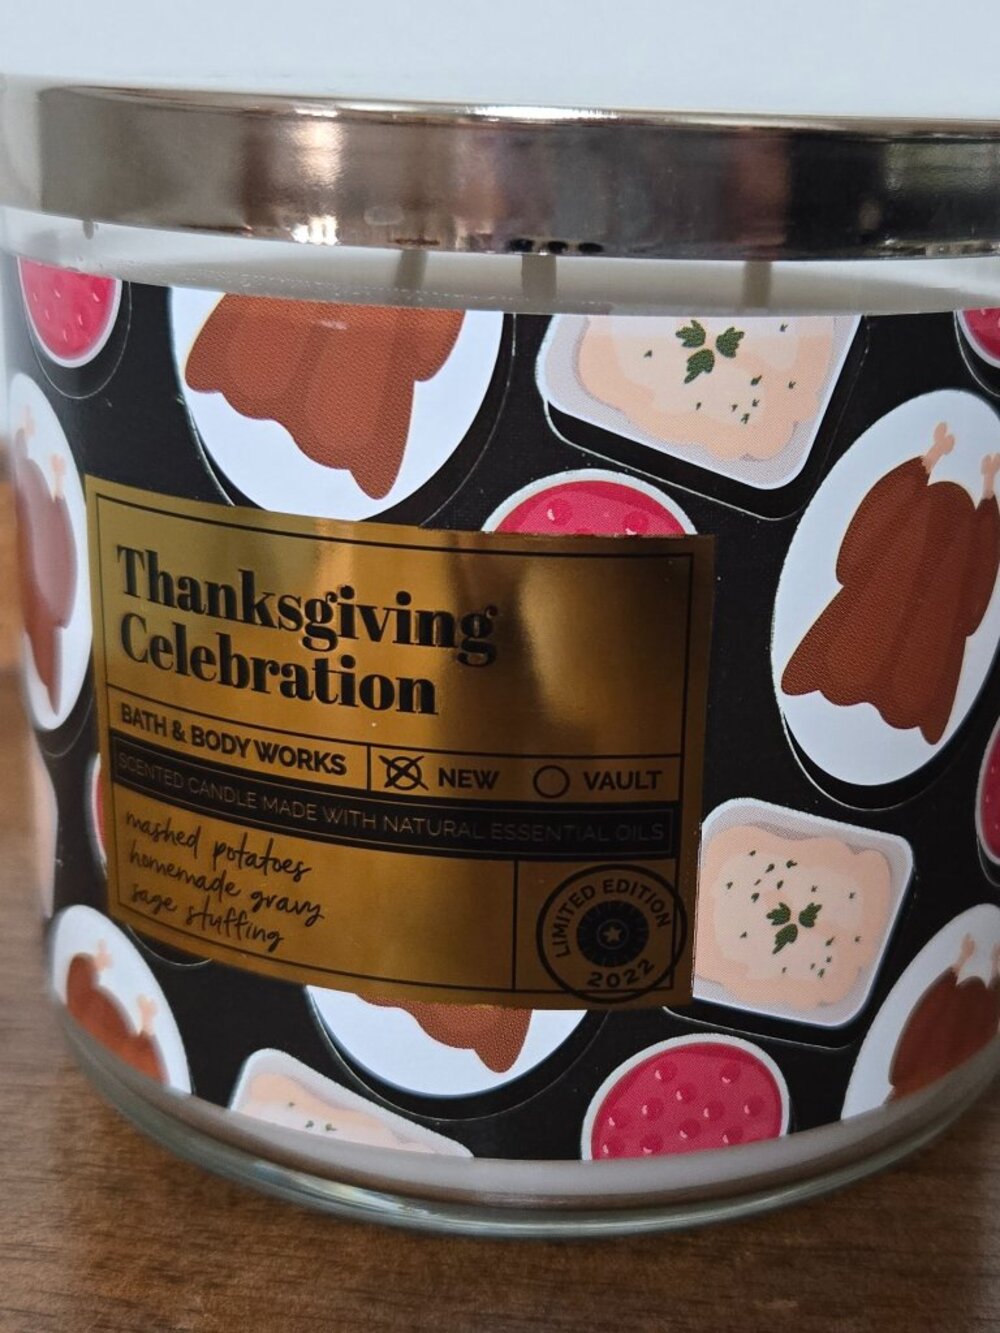 Thanksgiving
Celebration
BATH & BODY WORKS
NEW
VAULT
SCENTED CANDLE MADE WITH NATURAL ESSENTIAL OILS
mashed potatoes
homemade gravy
sage stuffing
LIMITED EDITION
2022